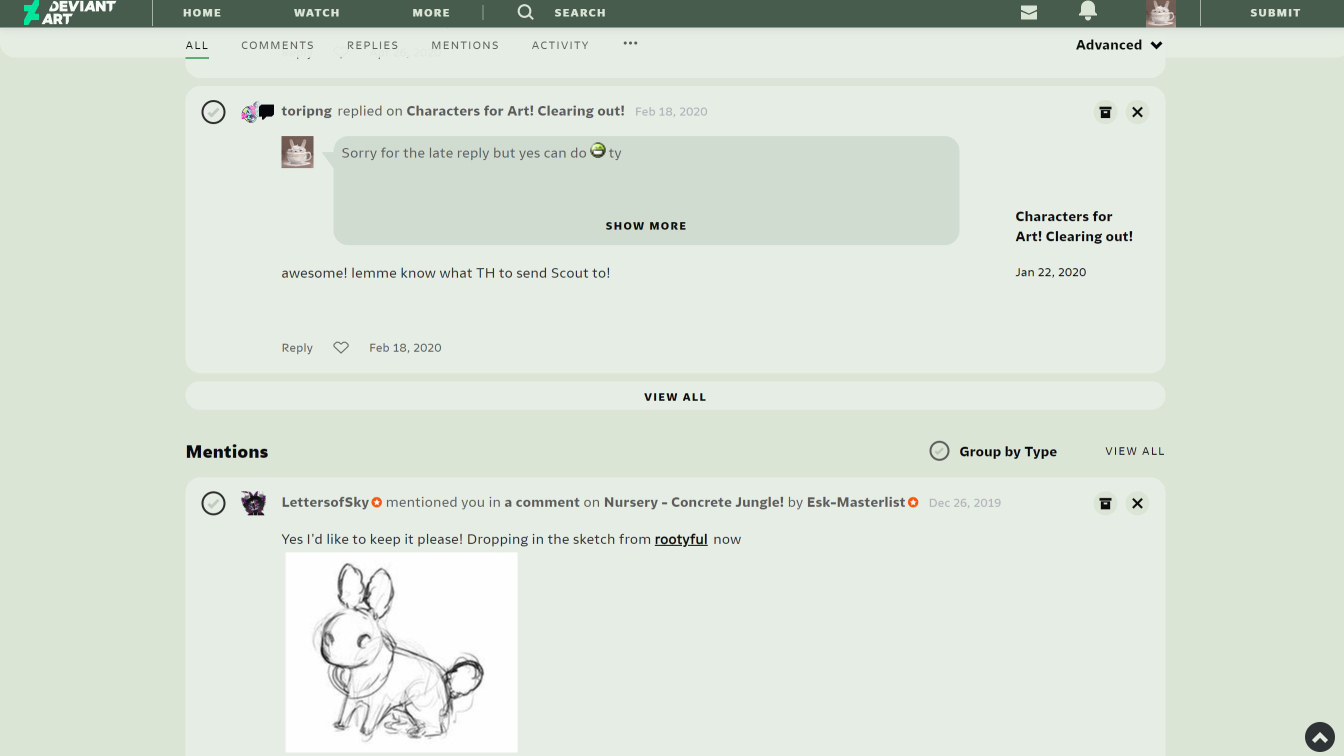 DEVIANT ART
HOME WATCH MORE SEARCH SUBMIT
ALL COMMENTS REPLIES MENTIONS ACTIVITY ••• Advanced
toripng replied on Characters for Art! Clearing out! Feb 18, 2020
Sorry for the late reply but yes can do ty
SHOW MORE
Characters for
Art! Clearing out!
Jan 22, 2020
awesome! lemme know what TH to send Scout to!
Reply Feb 18, 2020
VIEW ALL
Mentions Group by Type VIEW ALL
LettersofSky mentioned you in a comment on Nursery - Concrete Jungle! by Esk-Masterlist Dec 26, 2019
Yes I'd like to keep it please! Dropping in the sketch from rootyful now